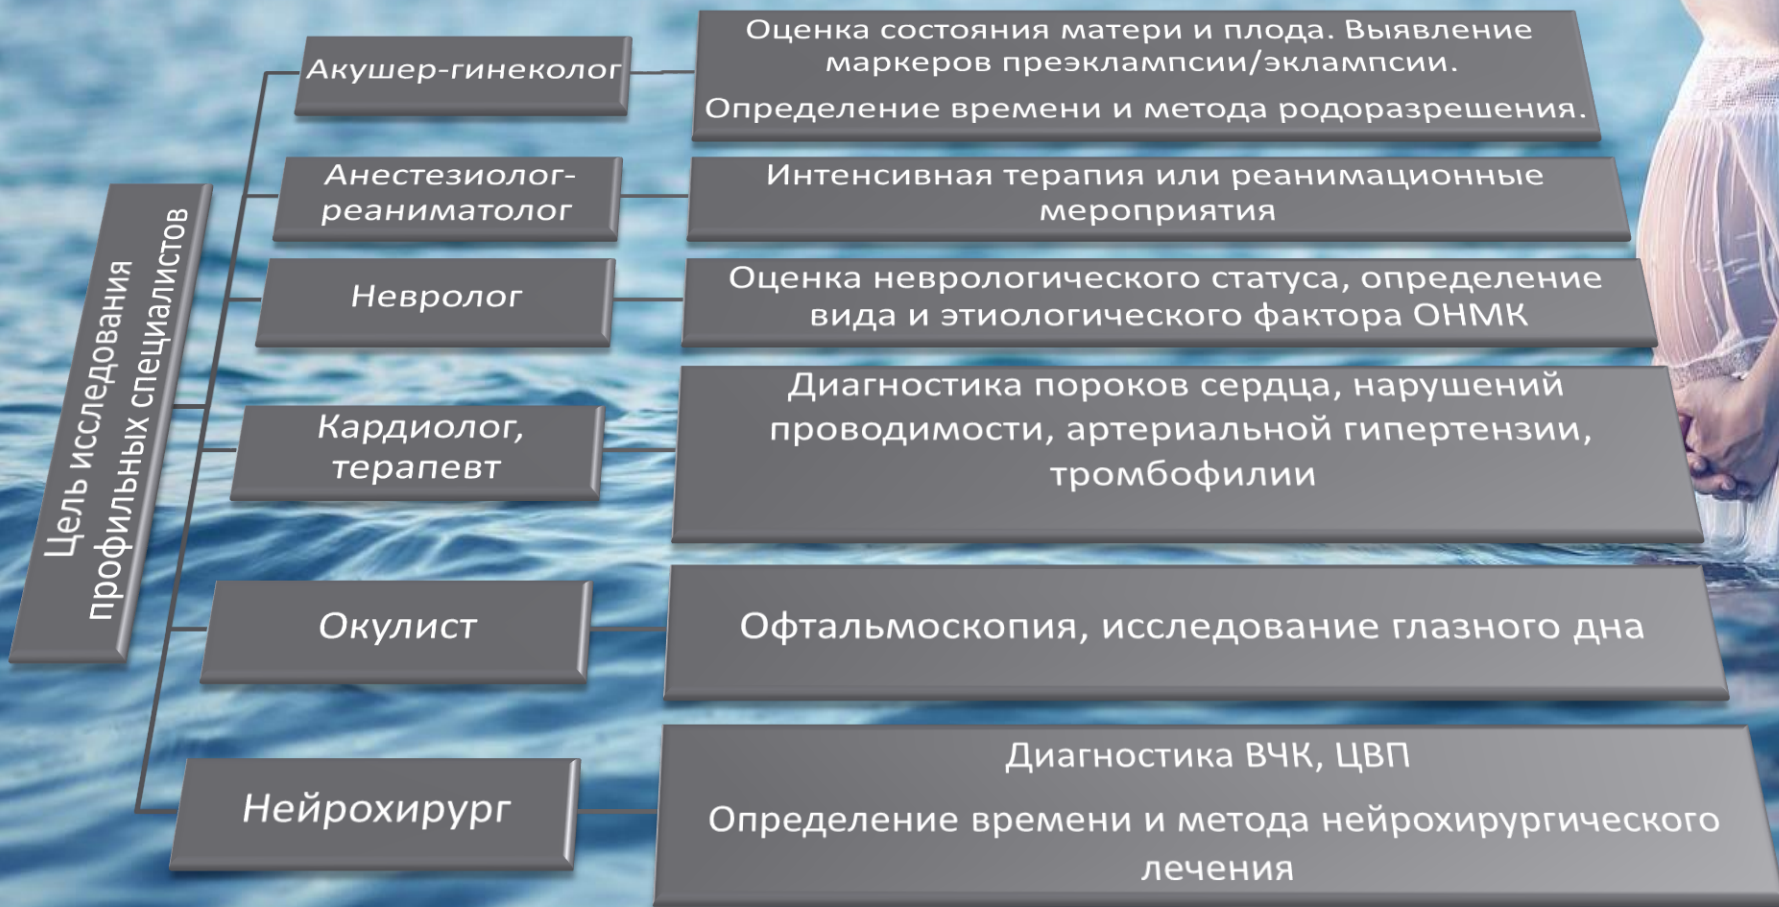 Цель исследования
профильных специалистов
Акушер-гинеколог
Оценка состояния матери и плода. Выявление
маркеров преэклампсии/эклампсии.
Определение времени и метода родоразрешения.
Анестезиолог-
реаниматолог
Интенсивная терапия или реанимационные
мероприятия
Невролог
Оценка неврологического статуса, определение
вида и этиологического фактора ОНМК
Кардиолог,
терапевт
Диагностика пороков сердца, нарушений
проводимости, артериальной гипертензии,
тромбофилии
Окулист
Офтальмоскопия, исследование глазного дна
Нейрохирург
Диагностика ВЧК, ЦВП
Определение времени и метода нейрохирургического
лечения